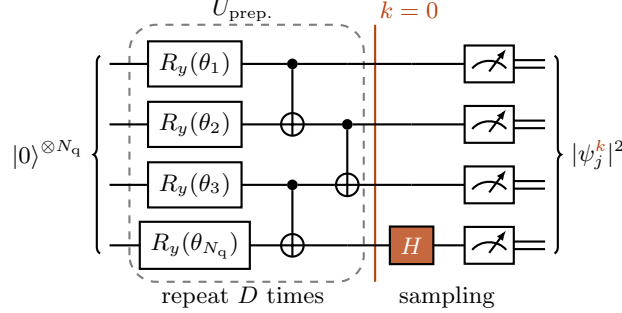 U_prep. k = 0
R_y(θ_1)
R_y(θ_2)
|0⟩^{⊗N_q} |ψ_j^k|^2
R_y(θ_3)
R_y(θ_{N_q}) H
repeat D times sampling